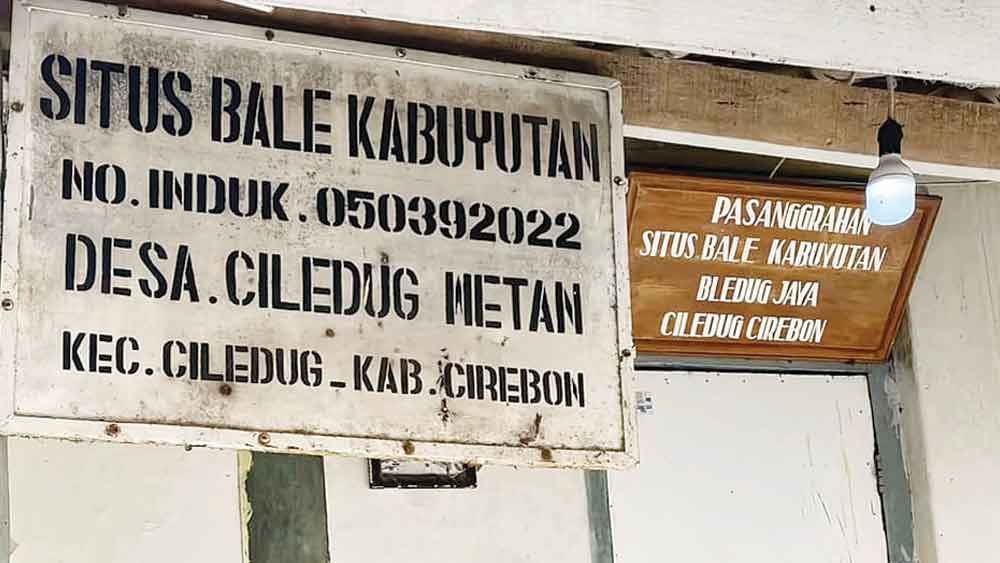 SITUS BALE KABUYUTAN
NO. INDUK. 050392022
DESA. CILEDUG WETAN
KEC. CILEDUG - KAB. CIREBON
PASANGGRAHAN
SITUS BALE KABUYUTAN
BLEDUG JAYA
CILEDUG CIREBON